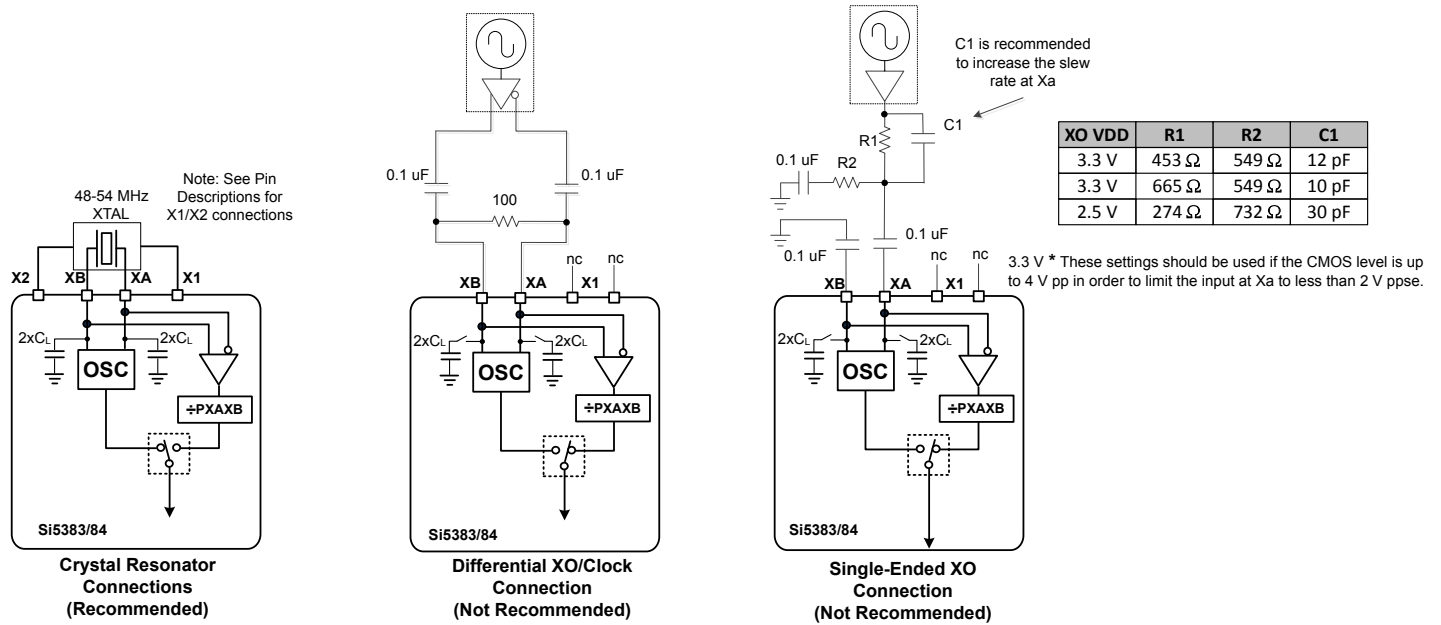 48-54 MHz
XTAL
Note: See Pin
Descriptions for
X1/X2 connections
X2
XB
XA
X1
2xCL
2xCL
OSC
÷PXAXB
Si5383/84
Crystal Resonator
Connections
(Recommended)
0.1 uF
0.1 uF
100
nc
nc
XB
XA
X1
2xCL
2xCL
OSC
÷PXAXB
Si5383/84
Differential XO/Clock
Connection
(Not Recommended)
C1 is recommended
to increase the slew
rate at Xa
C1
R1
0.1 uF
R2
0.1 uF
0.1 uF
nc
nc
XB
XA
X1
2xCL
2xCL
OSC
÷PXAXB
Si5383/84
Single-Ended XO
Connection
(Not Recommended)
XO VDD R1 R2 C1
3.3 V 453 Ω 549 Ω 12 pF
3.3 V 665 Ω 549 Ω 10 pF
2.5 V 274 Ω 732 Ω 30 pF
3.3 V * These settings should be used if the CMOS level is up
to 4 V pp in order to limit the input at Xa to less than 2 V ppse.